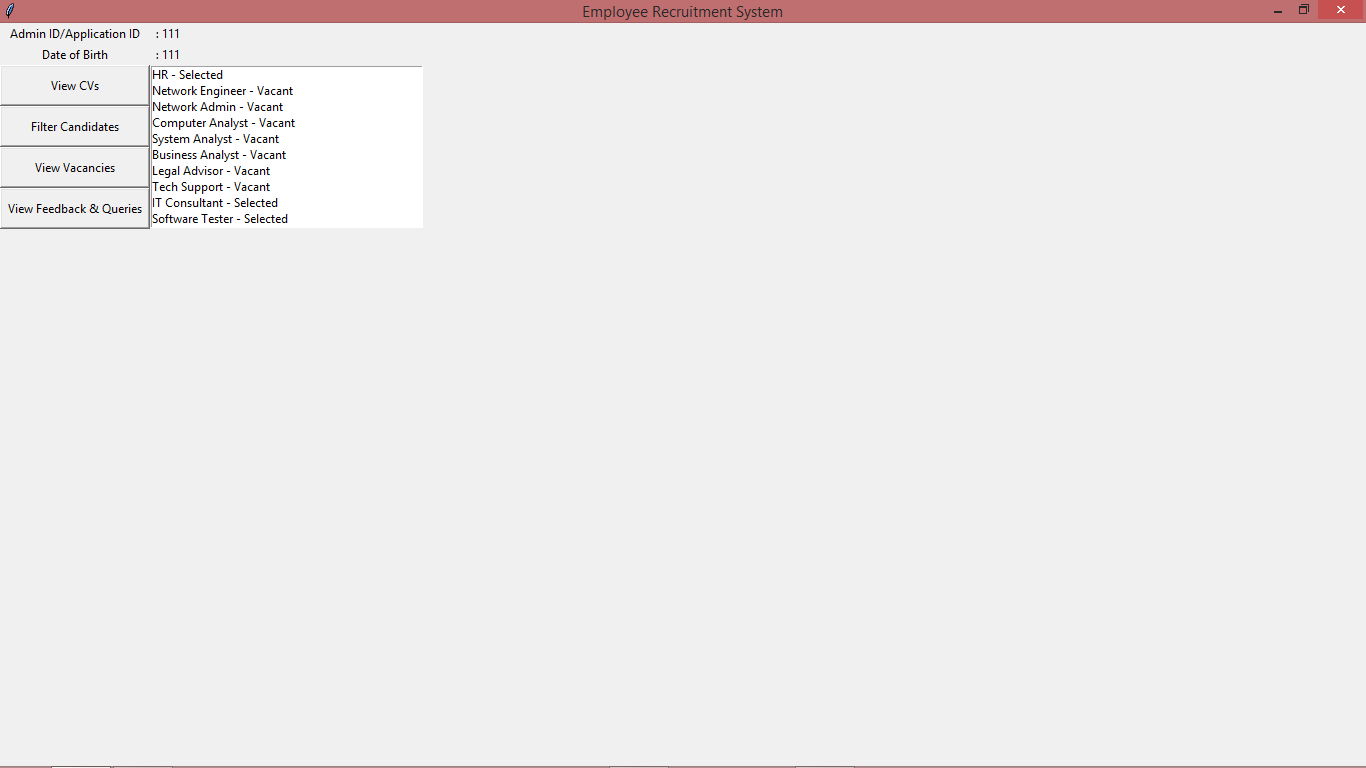 Employee Recruitment System
Admin ID/Application ID : 111
Date of Birth : 111
View CVs
Filter Candidates
View Vacancies
View Feedback & Queries
HR - Selected
Network Engineer - Vacant
Network Admin - Vacant
Computer Analyst - Vacant
System Analyst - Vacant
Business Analyst - Vacant
Legal Advisor - Vacant
Tech Support - Vacant
IT Consultant - Selected
Software Tester - Selected